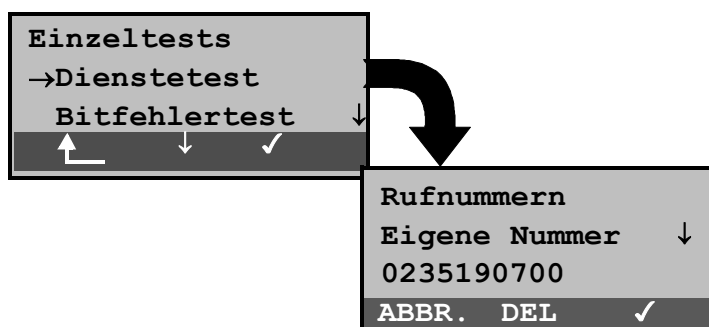 Einzeltests
→Dienstetest
Bitfehlertest ↓
↓ ✓
Rufnummern
Eigene Nummer ↓
0235190700
ABBR. DEL ✓